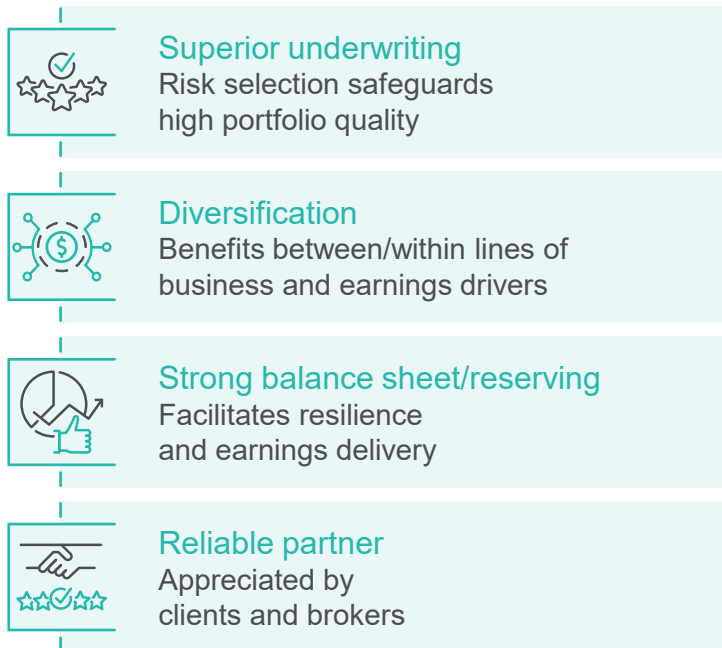 Superior underwriting
Risk selection safeguards
high portfolio quality
$
Diversification
Benefits between/within lines of
business and earnings drivers
Strong balance sheet/reserving
Facilitates resilience
and earnings delivery
Reliable partner
Appreciated by
clients and brokers